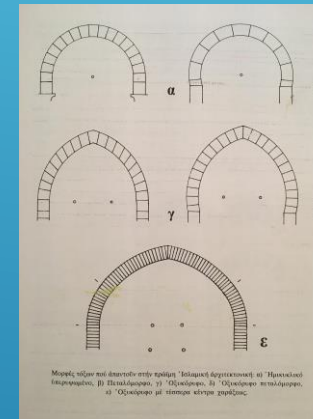 α
γ
ε
Μορφές τόξων πού ἀπαντοῦν στήν πρώιμη Ἰσλαμική ἀρχιτεκτονική: α) Ἡμικυκλικό
ὑπερυψωμένο, β) Πεταλόμορφο, γ) Ὀξυκόρυφο, δ) Ὀξυκόρυφο πεταλόμορφο,
ε) Ὀξυκόρυφο μέ τέσσερα κέντρα χαράξεως.